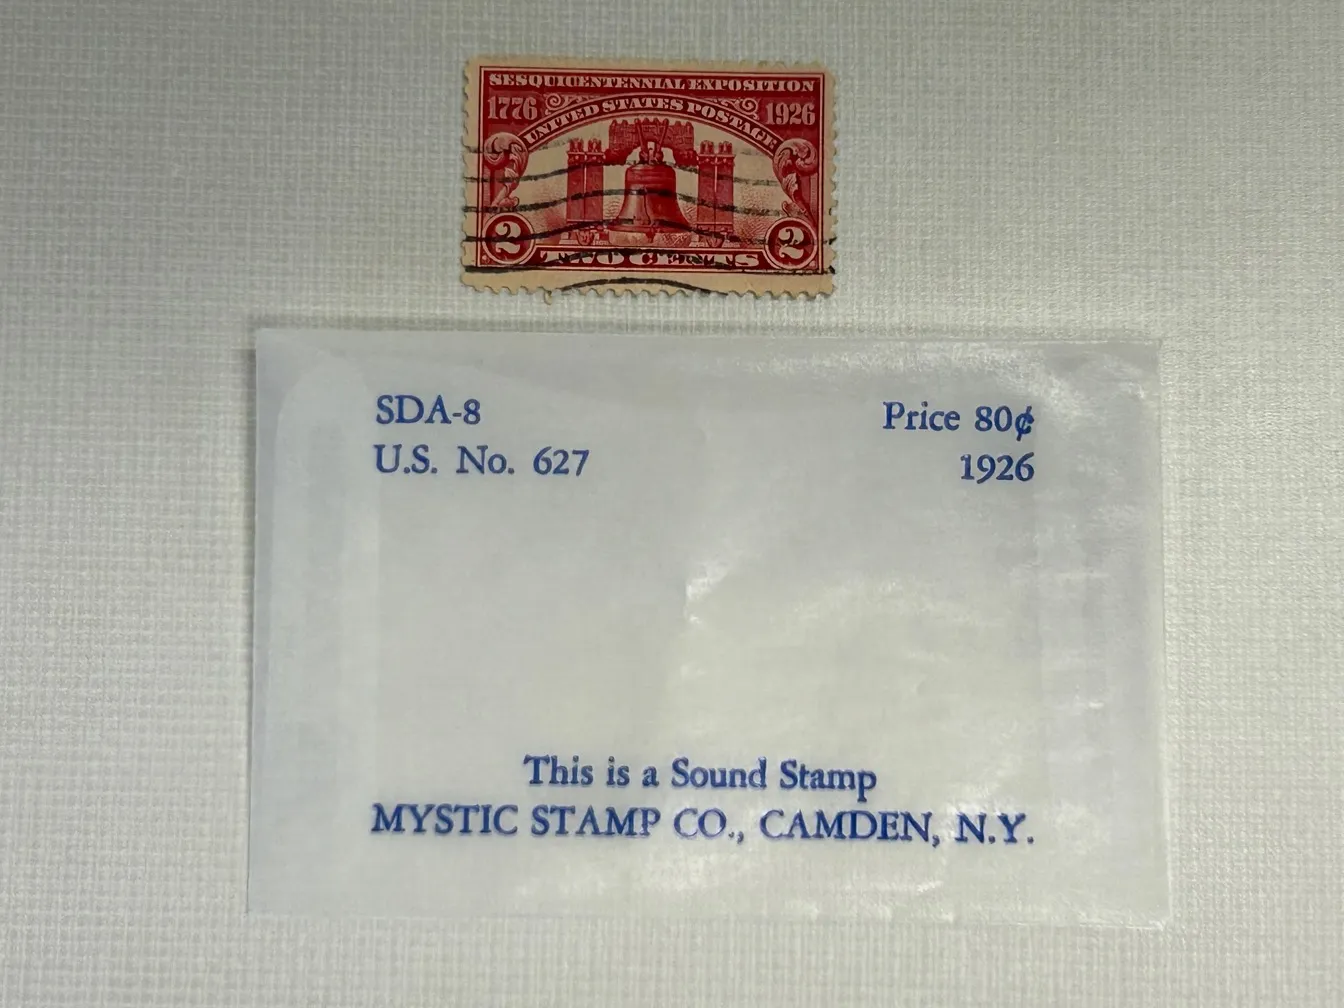 SESQUICENTENNIAL EXPOSITION
1776 1926
UNITED STATES POSTAGE
2 2
TWO CENTS
SDA-8 Price 80¢
U.S. No. 627 1926
This is a Sound Stamp
MYSTIC STAMP CO., CAMDEN, N.Y.